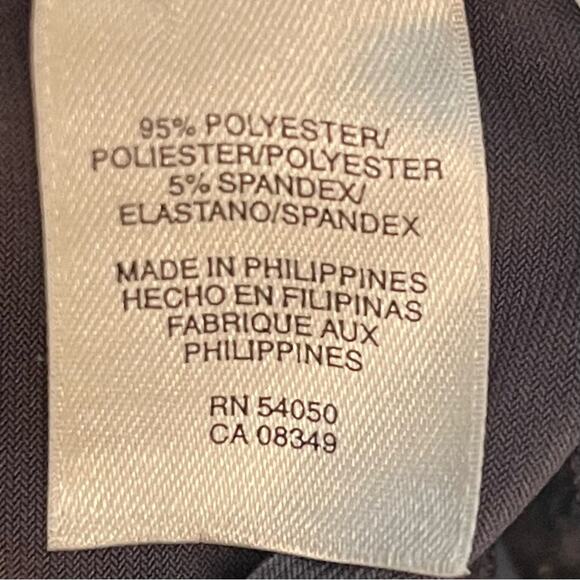 95% POLYESTER/
POLIESTER/POLYESTER
5% SPANDEX/
ELASTANO/SPANDEX
MADE IN PHILIPPINES
HECHO EN FILIPINAS
FABRIQUE AUX
PHILIPPINES
RN 54050
CA 08349